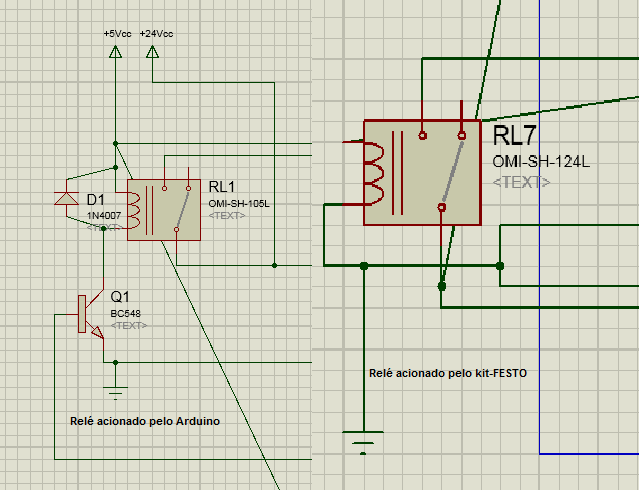 +5Vcc +24Vcc
D1
1N4007
<TEXT>
RL1
OMI-SH-105L
<TEXT>
Q1
BC548
<TEXT>
Relé acionado pelo Arduino
RL7
OMI-SH-124L
<TEXT>
Relé acionado pelo kit-FESTO